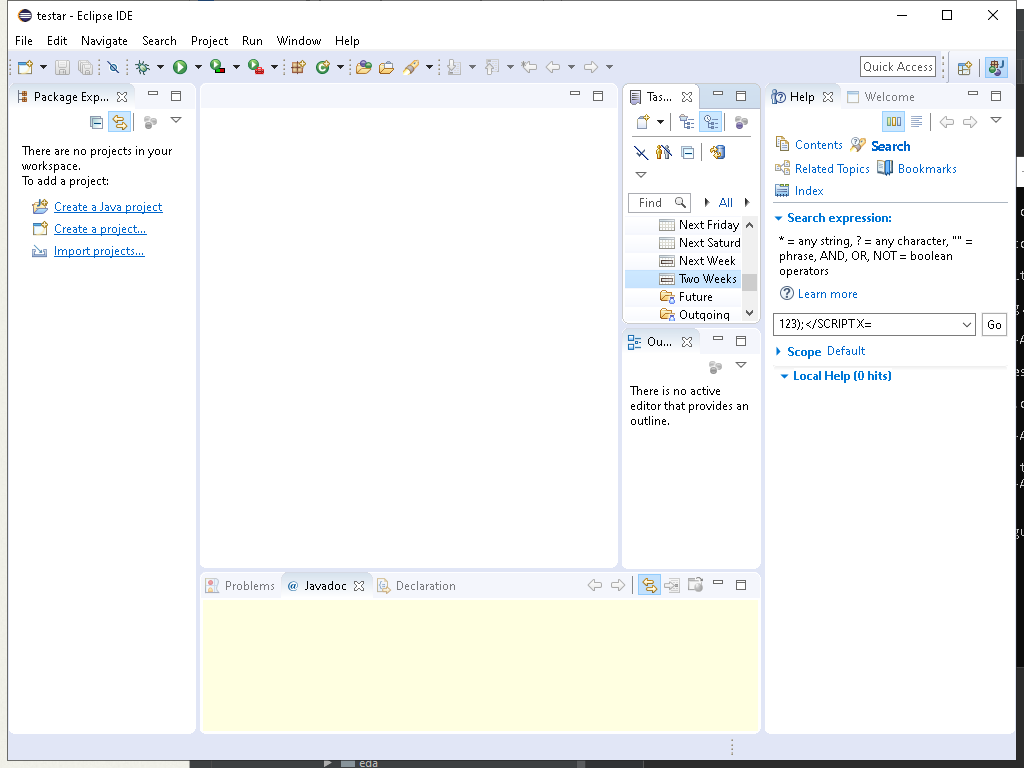 testar - Eclipse IDE
File Edit Navigate Search Project Run Window Help
Quick Access
Package Exp...
There are no projects in your
workspace.
To add a project:
Create a Java project
Create a project...
Import projects...
Tas...
Find
All
Next Friday
Next Saturd
Next Week
Two Weeks
Future
Outgoing
Ou...
There is no active
editor that provides an
outline.
Help Welcome
Contents Search
Related Topics Bookmarks
Index
Search expression:
* = any string, ? = any character, "" =
phrase, AND, OR, NOT = boolean
operators
Learn more
123);</SCRIPTX=
Go
Scope Default
Local Help (0 hits)
Problems @ Javadoc Declaration
eda